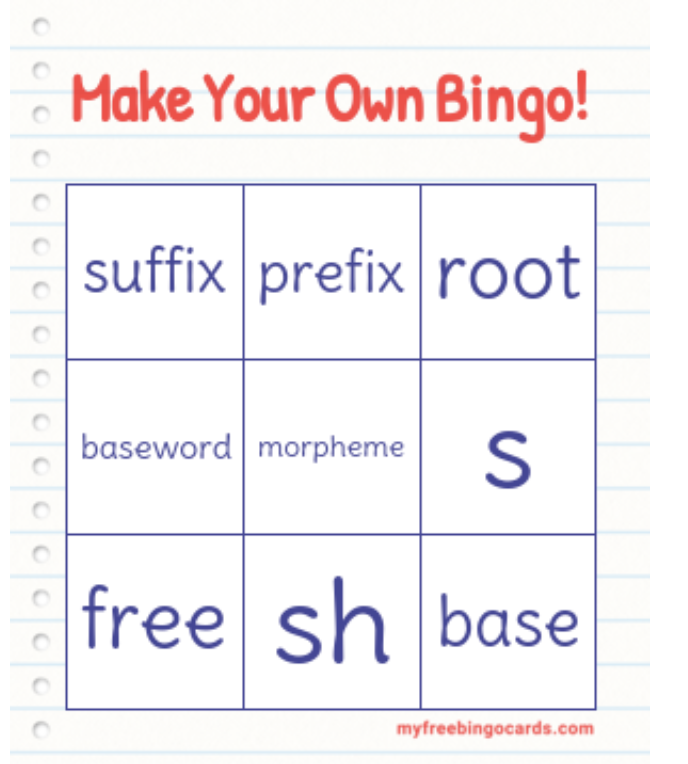 Make Your Own Bingo!
suffix prefix root
baseword morpheme s
free sh base
myfreebingocards.com